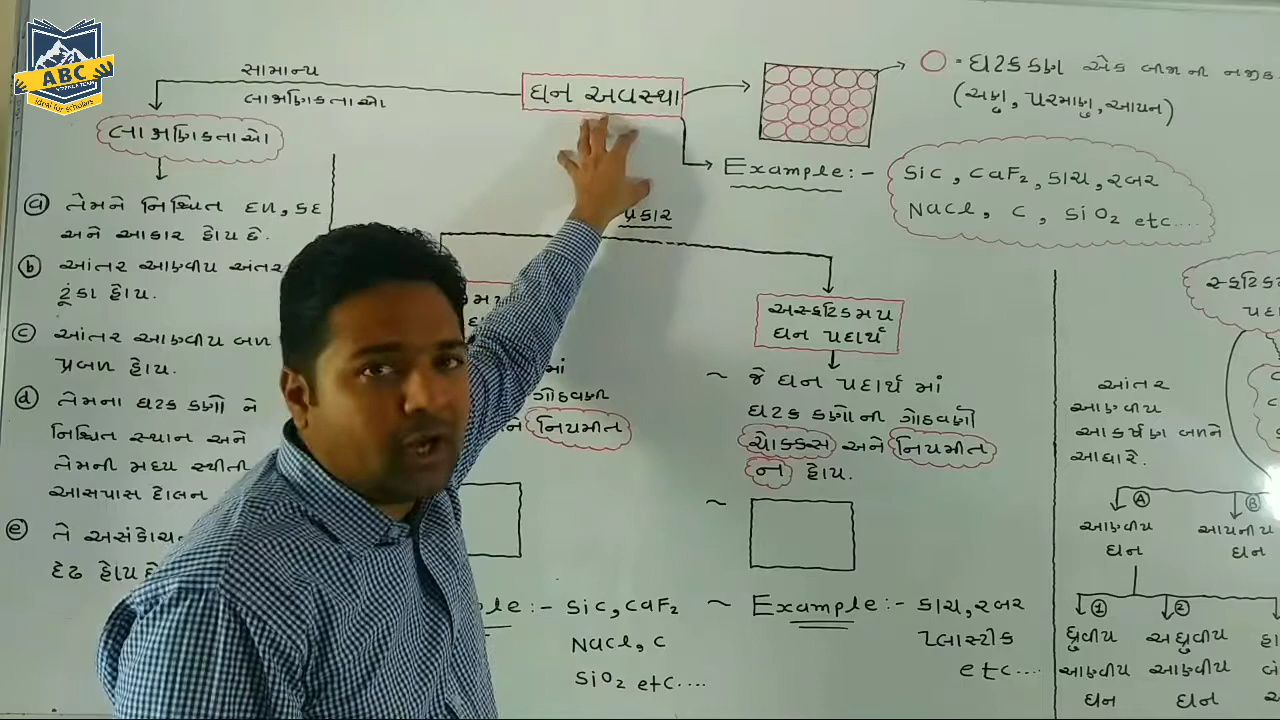 ABC
ideal for scholars
સામાન્ય
લાક્ષણિકતાઓ
ઘન અવસ્થા
ઘટકકણ એક બીજાની નજીક
(અણુ, પરમાણુ, આયન)
Example:-
SiC, CaF₂, કાચ, રબર
NaCl, C, SiO₂ etc....
લાક્ષણિકતાઓ
(a) તેમને નિશ્ચિત દળ, કદ
અને આકાર હોય છે.
(b) આંતર આણ્વીય અંતર
ટૂંકા હોય.
(c) આંતર આણ્વીય બળ
પ્રબળ હોય.
(d) તેમના ઘટક કણો ને
નિશ્ચિત સ્થાન અને
તેમની મધ્ય સ્થીતી
આસપાસ દોલન
(e) તે અસંકોચ
દૃઢ હોય છે
પ્રકાર
માં
ગોઠવણી
નિયમીત
:- SiC, CaF₂
NaCl, C
SiO₂ etc....
અસ્ફટિકમય
ઘન પદાર્થ
~ જે ઘન પદાર્થ માં
ઘટક કણોની ગોઠવણી
ચોક્કસ અને નિયમીત
ન હોય.
~
~ Example:- કાચ, રબર
પ્લાસ્ટીક
etc....
સ્ફટિક
પદા
આંતર
આણ્વીય
આકર્ષણ બળને
આધારે.
(A) (B)
આણ્વીય આયનીય
ઘન ઘન
(1) (2)
ધ્રુવીય અધ્રુવીય હા
આણ્વીય આણ્વીય બં
ઘન ઘન